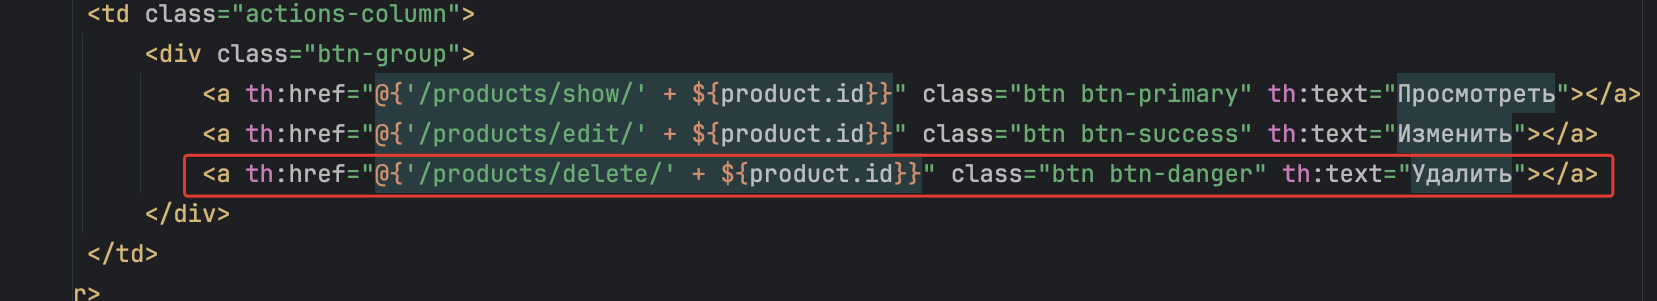 <td class="actions-column">
<div class="btn-group">
<a th:href="@{'/products/show/' + ${product.id}}" class="btn btn-primary" th:text="Просмотреть"></a>
<a th:href="@{'/products/edit/' + ${product.id}}" class="btn btn-success" th:text="Изменить"></a>
<a th:href="@{'/products/delete/' + ${product.id}}" class="btn btn-danger" th:text="Удалить"></a>
</div>
</td>
r>